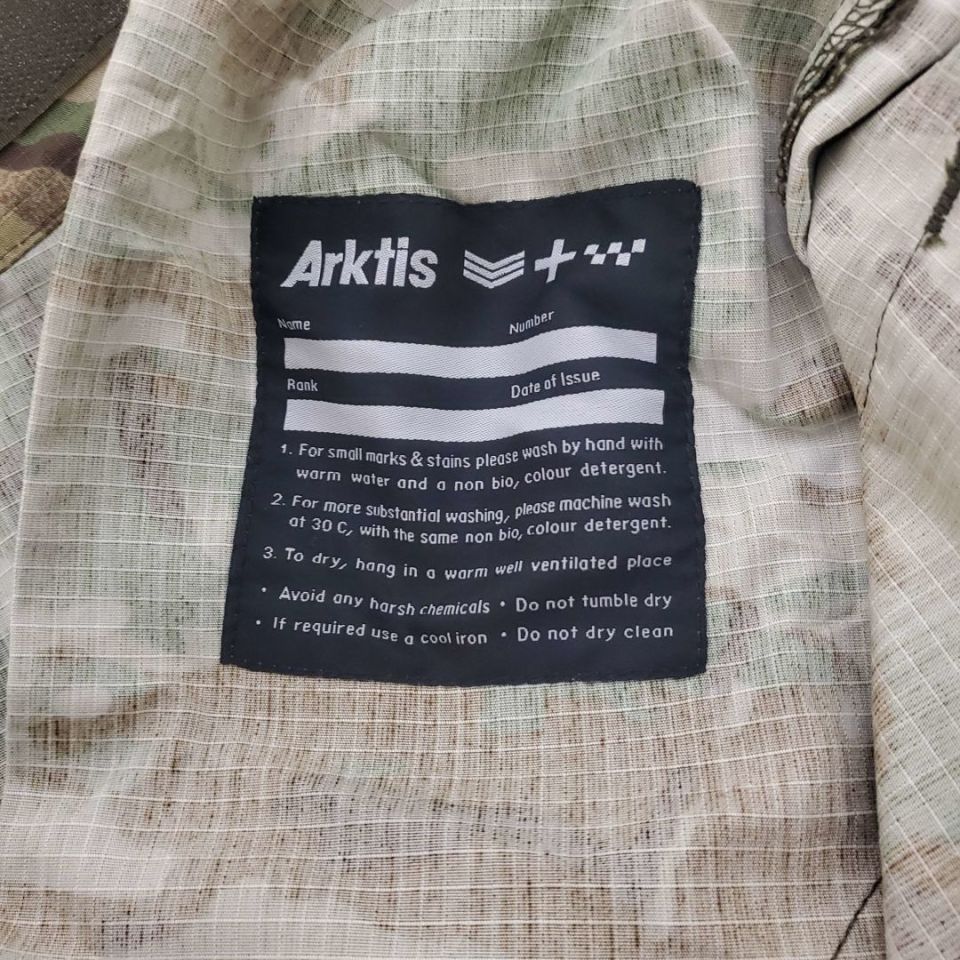 Arktis
Name Number
Rank Date of Issue
1. For small marks & stains please wash by hand with
warm water and a non bio, colour detergent.
2. For more substantial washing, please machine wash
at 30 C, with the same non bio, colour detergent.
3. To dry, hang in a warm well ventilated place
• Avoid any harsh chemicals • Do not tumble dry
• If required use a cool iron • Do not dry clean